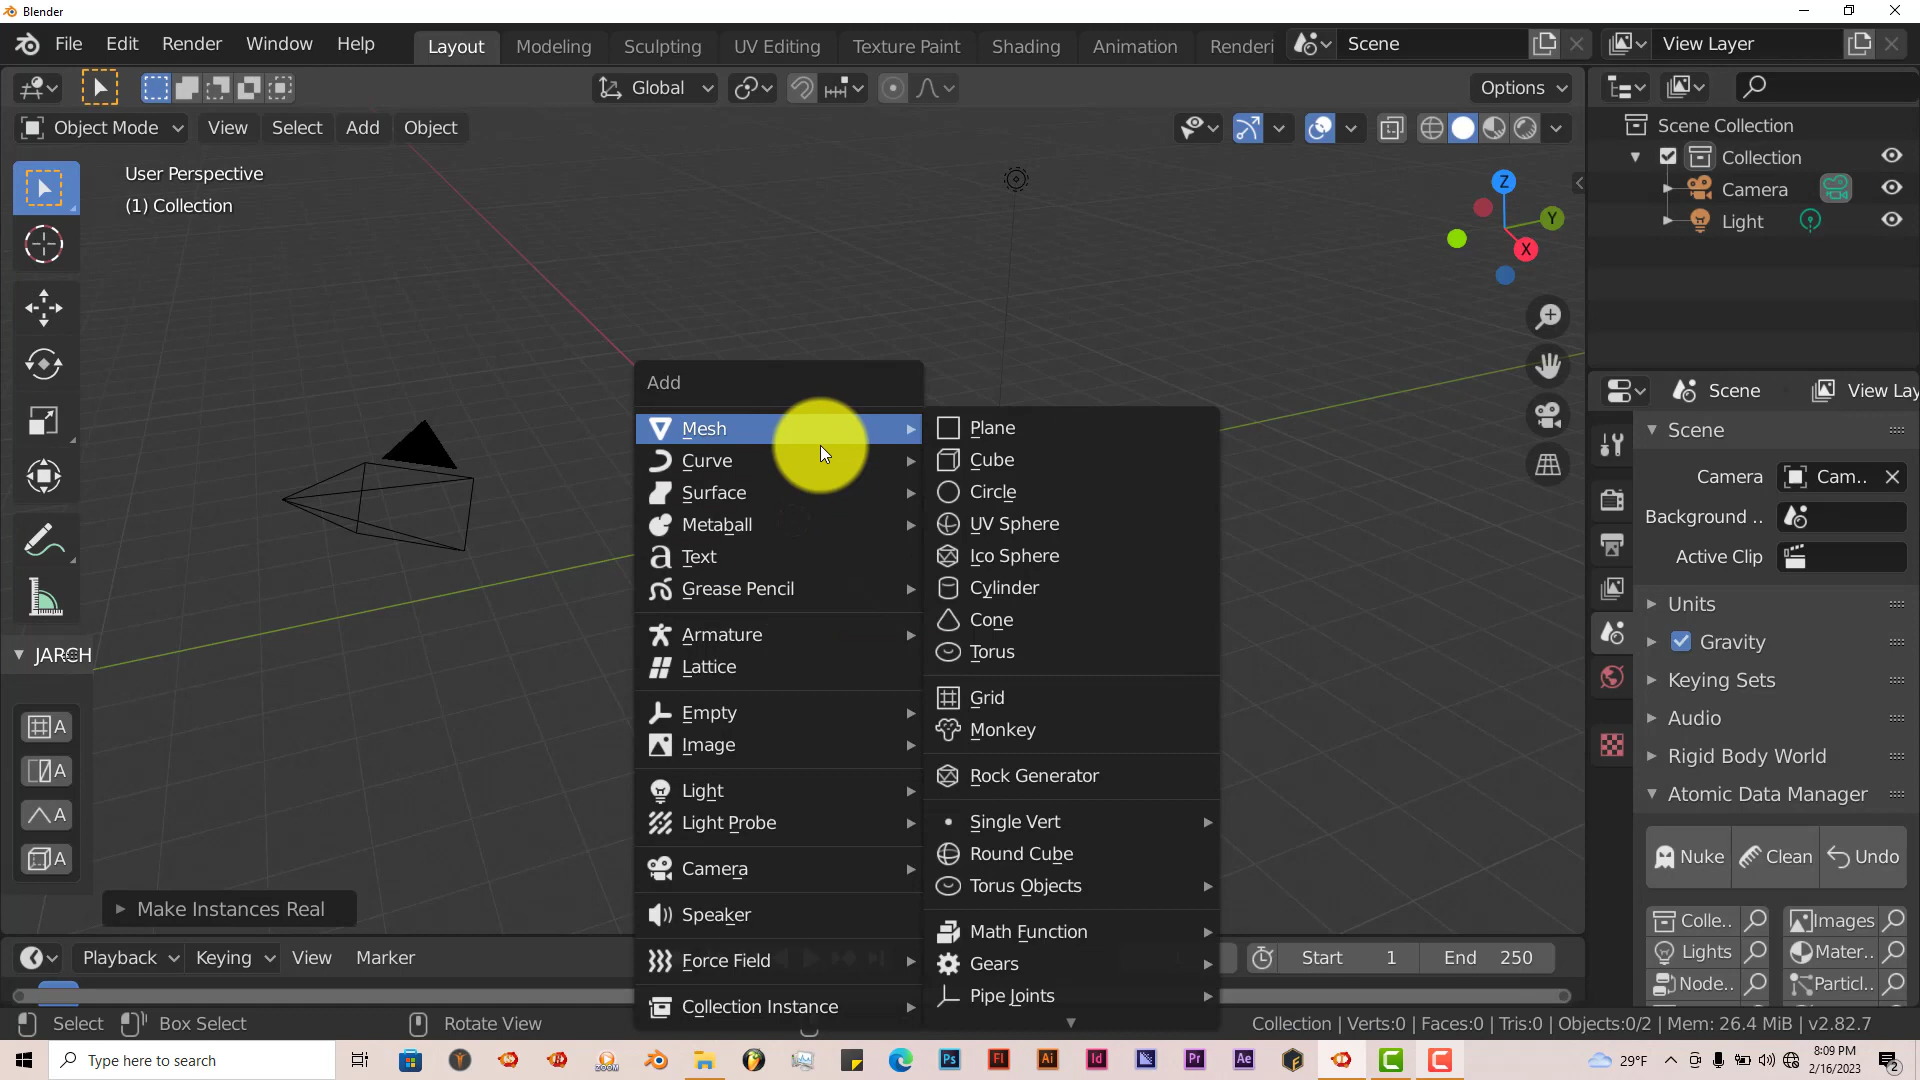 Blender
File Edit Render Window Help Layout Modeling Sculpting UV Editing Texture Paint Shading Animation Renderi Scene View Layer
Global Options
Object Mode View Select Add Object
User Perspective
(1) Collection
Z
Y
X
Scene Collection
Collection
Camera
Light
Add
Mesh
Curve
Surface
Metaball
Text
Grease Pencil
Armature
Lattice
Empty
Image
Light
Light Probe
Camera
Speaker
Force Field
Collection Instance
Plane
Cube
Circle
UV Sphere
Ico Sphere
Cylinder
Cone
Torus
Grid
Monkey
Rock Generator
Single Vert
Round Cube
Torus Objects
Math Function
Gears
Pipe Joints
JARCH
A
A
A
A
Make Instances Real
Scene View Lay
Scene
Camera Cam..
Background ..
Active Clip
Units
Gravity
Keying Sets
Audio
Rigid Body World
Atomic Data Manager
Nuke Clean Undo
Colle.. Images
Lights Mater..
Node.. Particl..
Playback Keying View Marker Start 1 End 250
Select Box Select Rotate View Collection | Verts:0 | Faces:0 | Tris:0 | Objects:0/2 | Mem: 26.4 MiB | v2.82.7
Type here to search ZOOM Ps Fl Ai Id Pr Ae 29°F 8:09 PM
2/16/2023 2